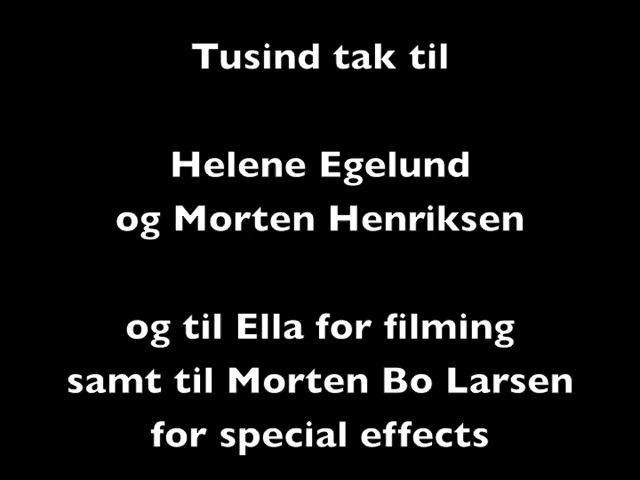 Tusind tak til
Helene Egelund
og Morten Henriksen
og til Ella for filming
samt til Morten Bo Larsen
for special effects